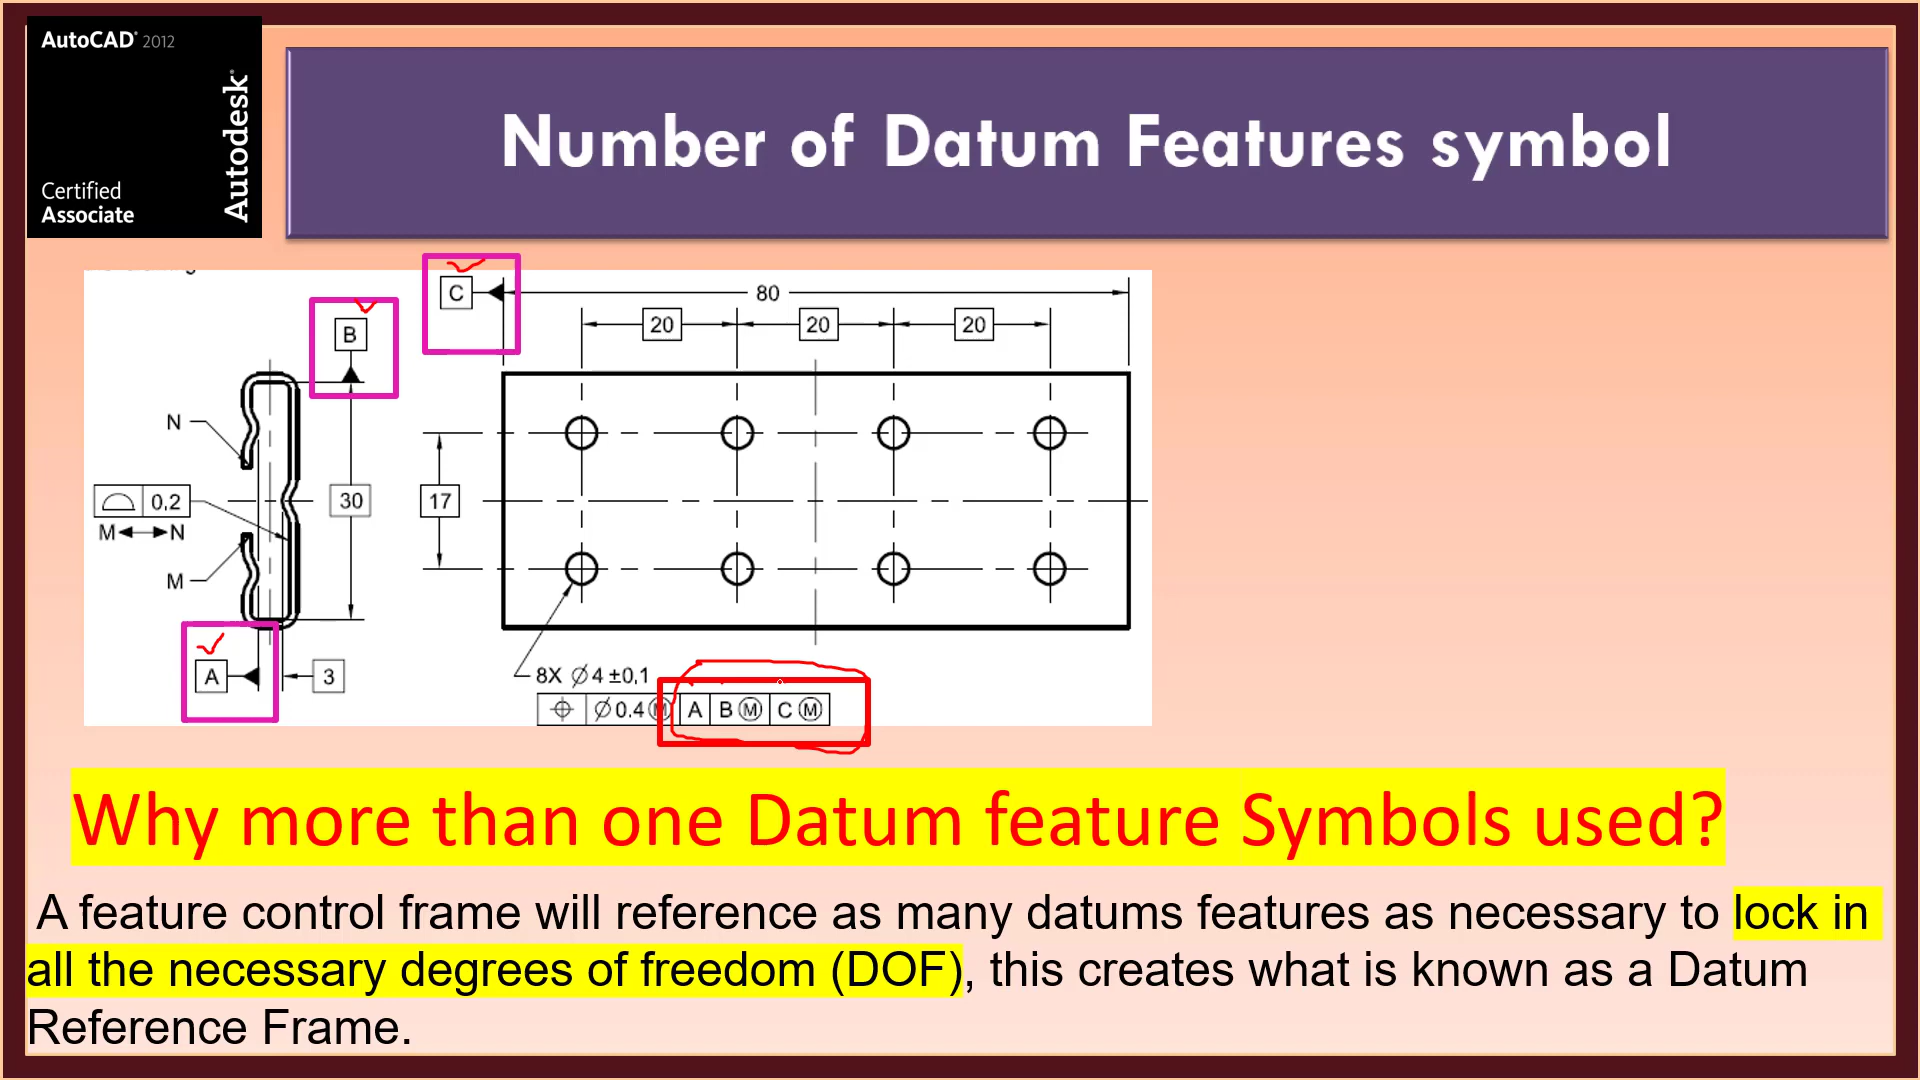 AutoCAD® 2012
Autodesk®
Certified
Associate
Number of Datum Features symbol
C
80
B
20 20 20
N
0.2
M N
30
17
M
A
3
8X ∅4 ±0,1
⌖ ∅0.4Ⓜ A BⓂ CⓂ
Why more than one Datum feature Symbols used?
A feature control frame will reference as many datums features as necessary to lock in
all the necessary degrees of freedom (DOF), this creates what is known as a Datum
Reference Frame.